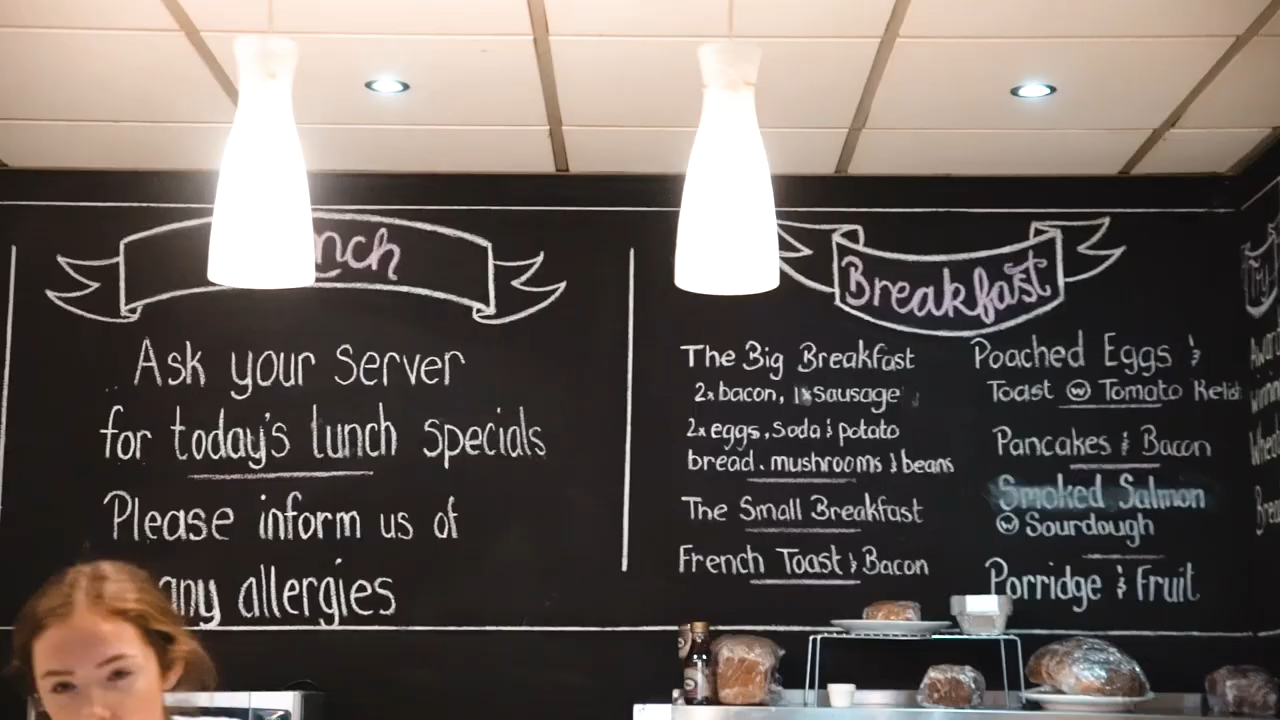 nch
Ask your server
for today's lunch specials
Please inform us of
any allergies
Breakfast
The Big Breakfast
2x bacon, 1x sausage
2x eggs, soda & potato
bread, mushrooms & beans
The Small Breakfast
French Toast & Bacon
Poached Eggs &
Toast W Tomato Relish
Pancakes & Bacon
Smoked Salmon
W Sourdough
Porridge & Fruit
Try